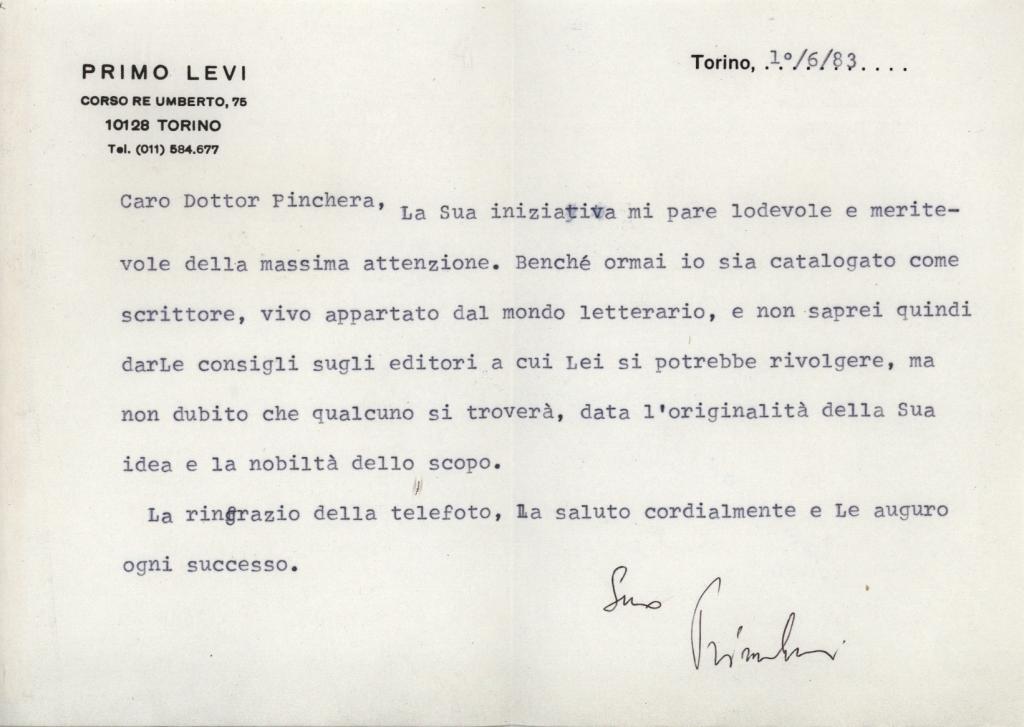 PRIMO LEVI
CORSO RE UMBERTO, 75
10128 TORINO
Tel. (011) 584.677
Torino, 1°/6/83....
Caro Dottor Pinchera, La Sua iniziativa mi pare lodevole e merite-
vole della massima attenzione. Benché ormai io sia catalogato come
scrittore, vivo appartato dal mondo letterario, e non saprei quindi
darLe consigli sugli editori a cui Lei si potrebbe rivolgere, ma
non dubito che qualcuno si troverà, data l'originalità della Sua
idea e la nobiltà dello scopo.
La ringrazio della telefoto, La saluto cordialmente e Le auguro
ogni successo.
Suo
Primo Levi